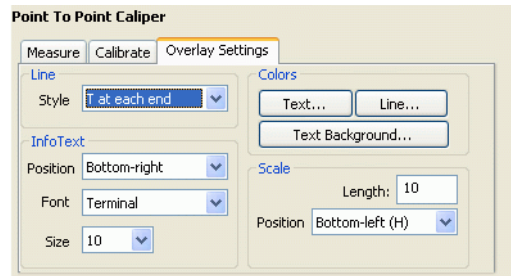 Point To Point Caliper
Measure Calibrate Overlay Settings
Line
Style T at each end
InfoText
Position Bottom-right
Font Terminal
Size 10
Colors
Text... Line...
Text Background...
Scale
Length: 10
Position Bottom-left (H)